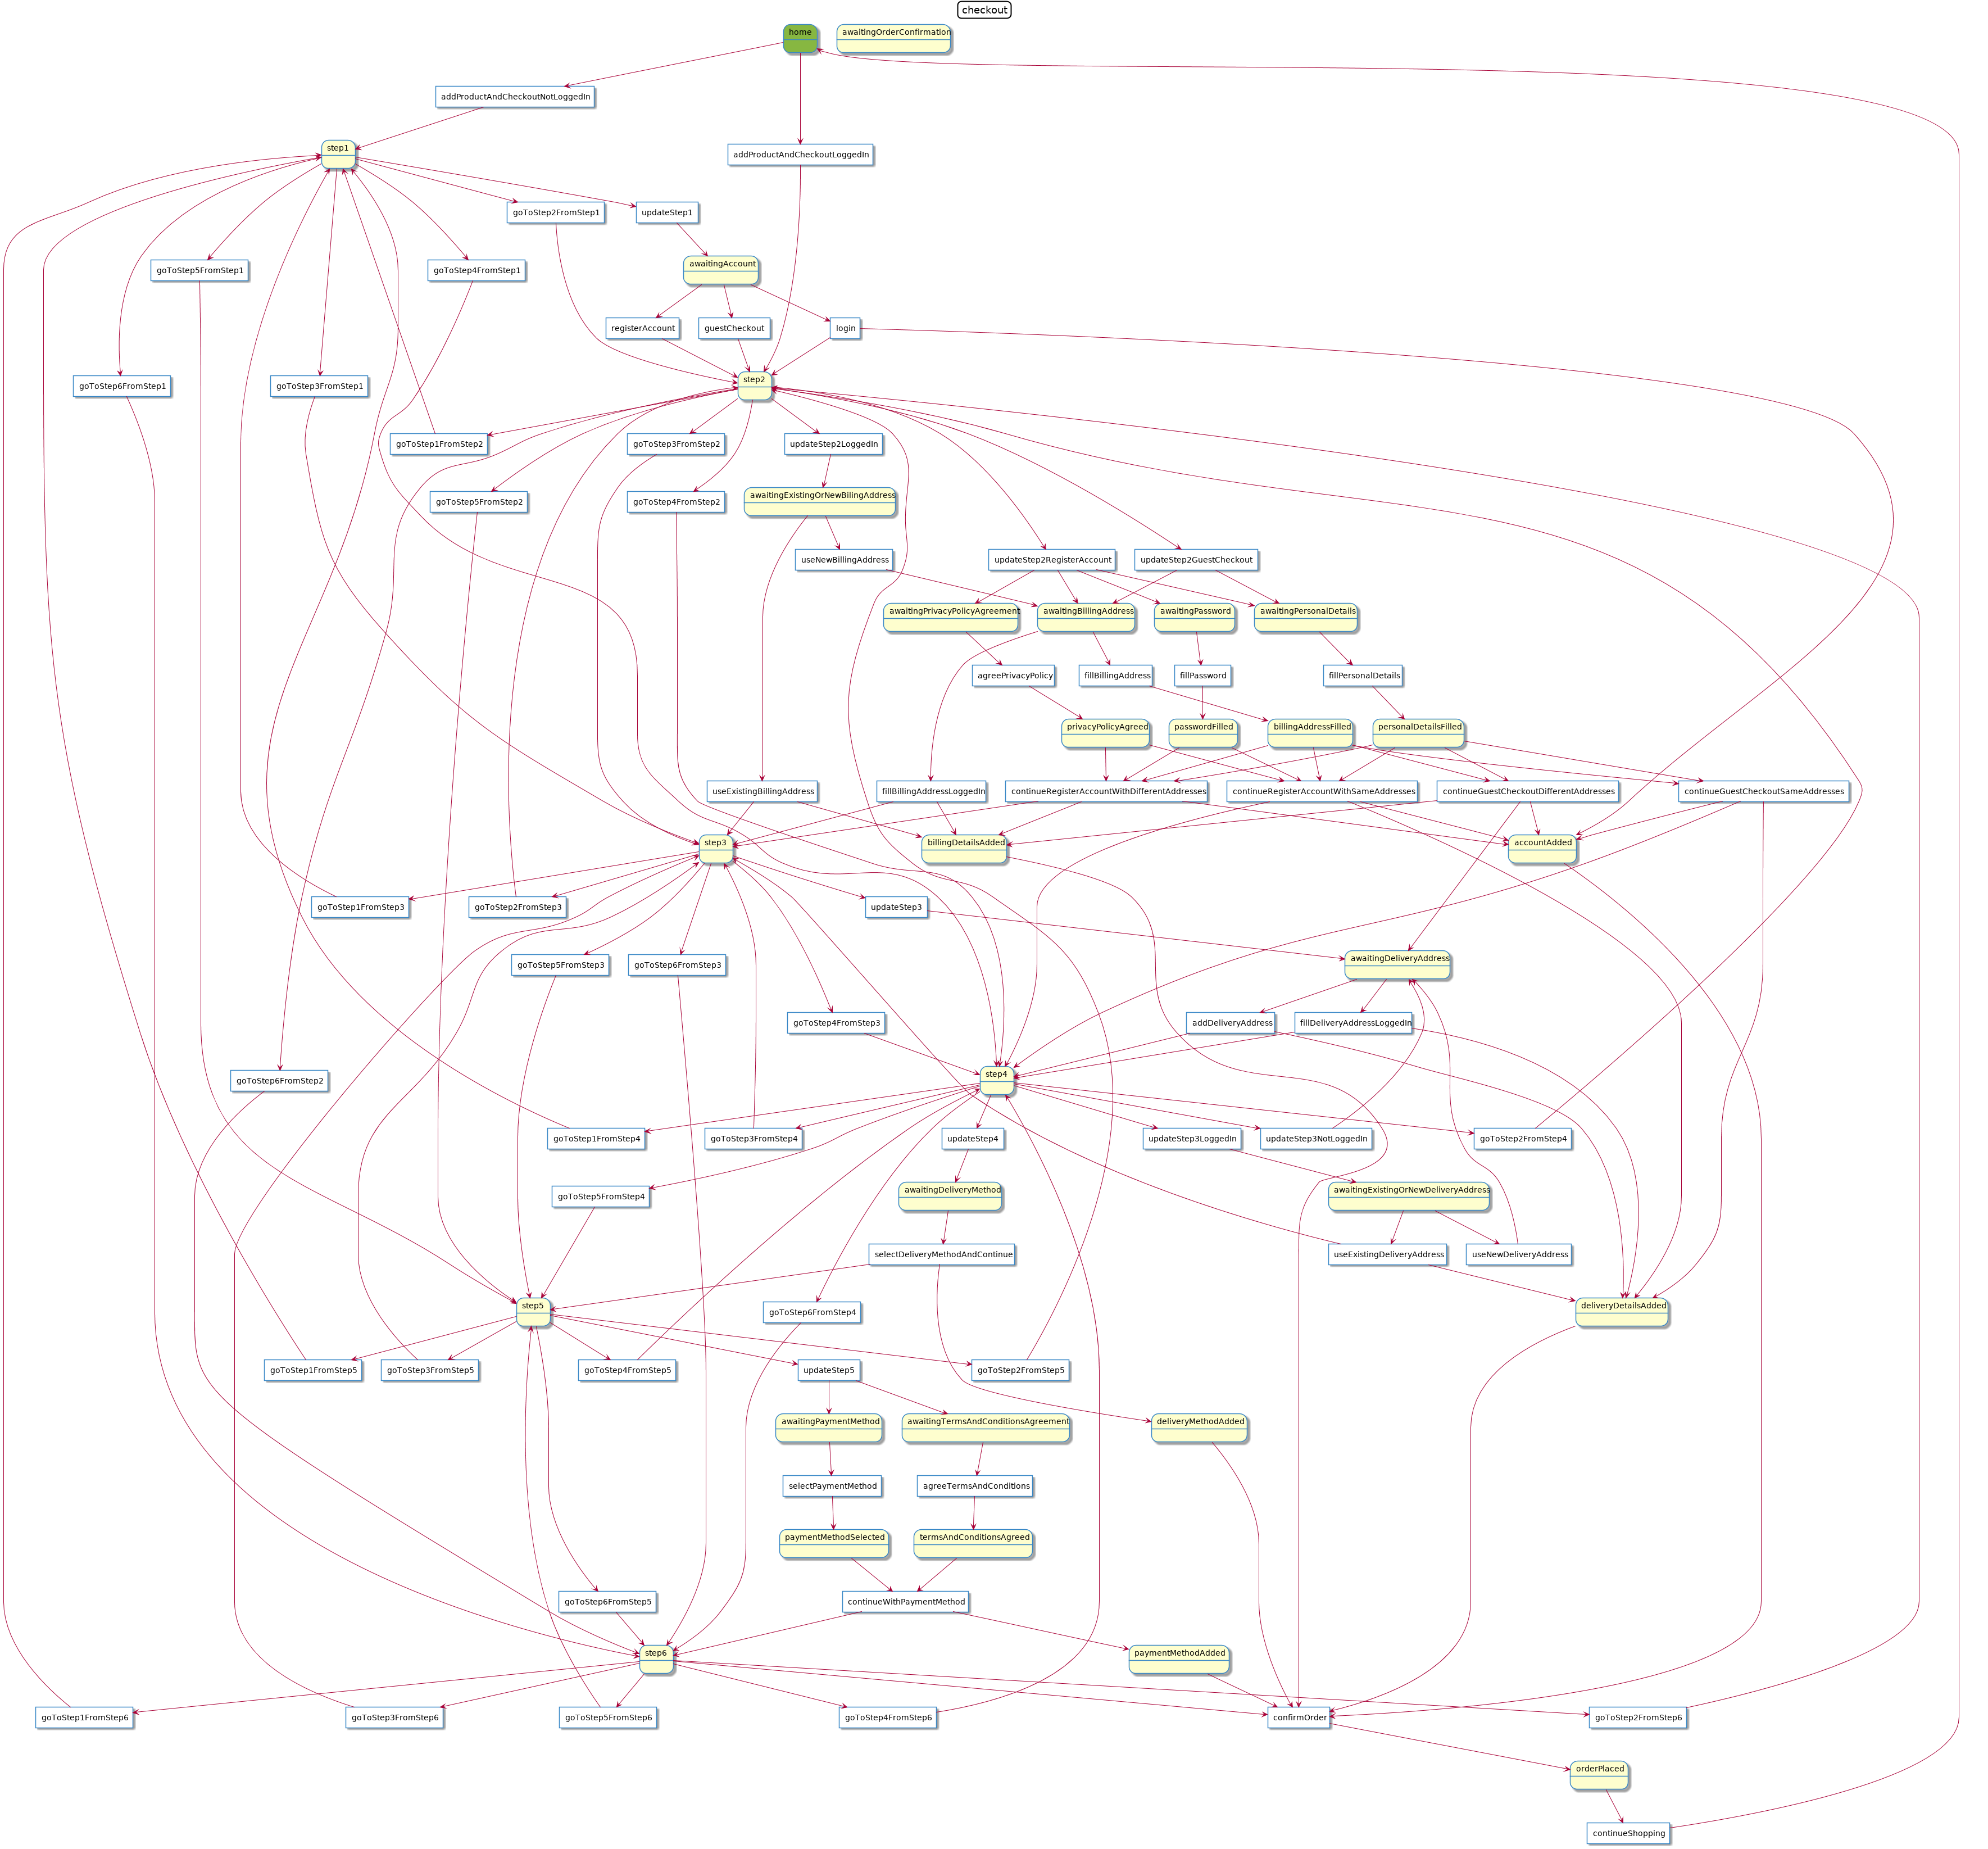 checkout
home
awaitingOrderConfirmation
addProductAndCheckoutNotLoggedIn
step1
addProductAndCheckoutLoggedIn
goToStep2FromStep1
updateStep1
awaitingAccount
goToStep5FromStep1
goToStep4FromStep1
registerAccount
guestCheckout
login
goToStep6FromStep1
goToStep3FromStep1
step2
goToStep1FromStep2
goToStep3FromStep2
updateStep2LoggedIn
awaitingExistingOrNewBilingAddress
goToStep5FromStep2
goToStep4FromStep2
useNewBillingAddress
updateStep2RegisterAccount
updateStep2GuestCheckout
awaitingPrivacyPolicyAgreement
awaitingBillingAddress
awaitingPassword
awaitingPersonalDetails
agreePrivacyPolicy
fillBillingAddress
fillPassword
fillPersonalDetails
privacyPolicyAgreed
passwordFilled
billingAddressFilled
personalDetailsFilled
useExistingBillingAddress
fillBillingAddressLoggedIn
continueRegisterAccountWithDifferentAddresses
continueRegisterAccountWithSameAddresses
continueGuestCheckoutDifferentAddresses
continueGuestCheckoutSameAddresses
step3
billingDetailsAdded
accountAdded
goToStep1FromStep3
goToStep2FromStep3
updateStep3
goToStep5FromStep3
goToStep6FromStep3
awaitingDeliveryAddress
goToStep4FromStep3
addDeliveryAddress
fillDeliveryAddressLoggedIn
goToStep6FromStep2
step4
goToStep1FromStep4
goToStep3FromStep4
updateStep4
updateStep3LoggedIn
updateStep3NotLoggedIn
goToStep2FromStep4
goToStep5FromStep4
awaitingDeliveryMethod
awaitingExistingOrNewDeliveryAddress
selectDeliveryMethodAndContinue
useExistingDeliveryAddress
useNewDeliveryAddress
step5
goToStep6FromStep4
deliveryDetailsAdded
goToStep1FromStep5
goToStep3FromStep5
goToStep4FromStep5
updateStep5
goToStep2FromStep5
awaitingPaymentMethod
awaitingTermsAndConditionsAgreement
deliveryMethodAdded
selectPaymentMethod
agreeTermsAndConditions
paymentMethodSelected
termsAndConditionsAgreed
goToStep6FromStep5
continueWithPaymentMethod
step6
paymentMethodAdded
goToStep1FromStep6
goToStep3FromStep6
goToStep5FromStep6
goToStep4FromStep6
confirmOrder
goToStep2FromStep6
orderPlaced
continueShopping